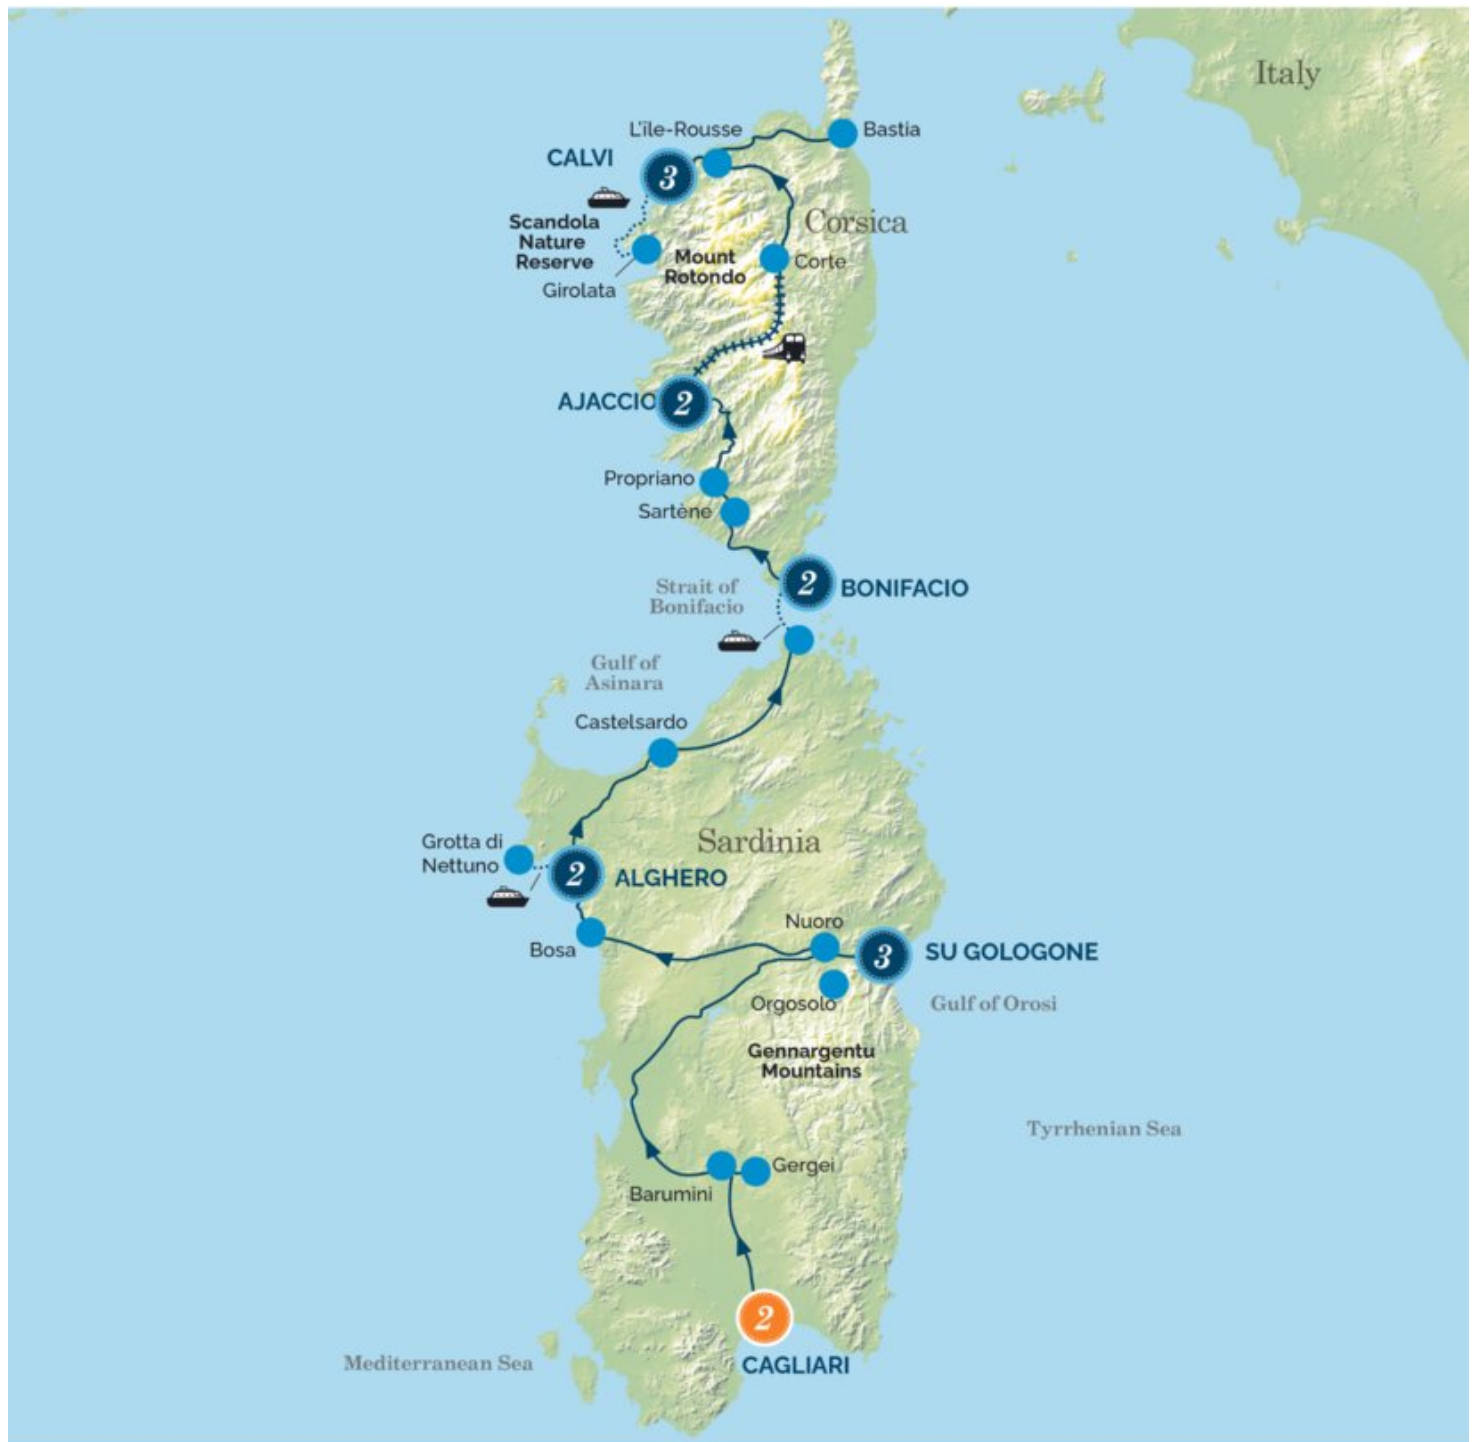 Italy
L'ïle-Rousse
Bastia
CALVI
3
Scandola
Nature
Reserve
Corsica
Mount
Rotondo
Corte
Girolata
AJACCIO
2
Propriano
Sartène
2
BONIFACIO
Strait of
Bonifacio
Gulf of
Asinara
Castelsardo
Sardinia
Grotta di
Nettuno
2
ALGHERO
Nuoro
Bosa
3
SU GOLOGONE
Orgosolo
Gulf of Orosi
Gennargentu
Mountains
Tyrrhenian Sea
Gergei
Barumini
2
Mediterranean Sea
CAGLIARI